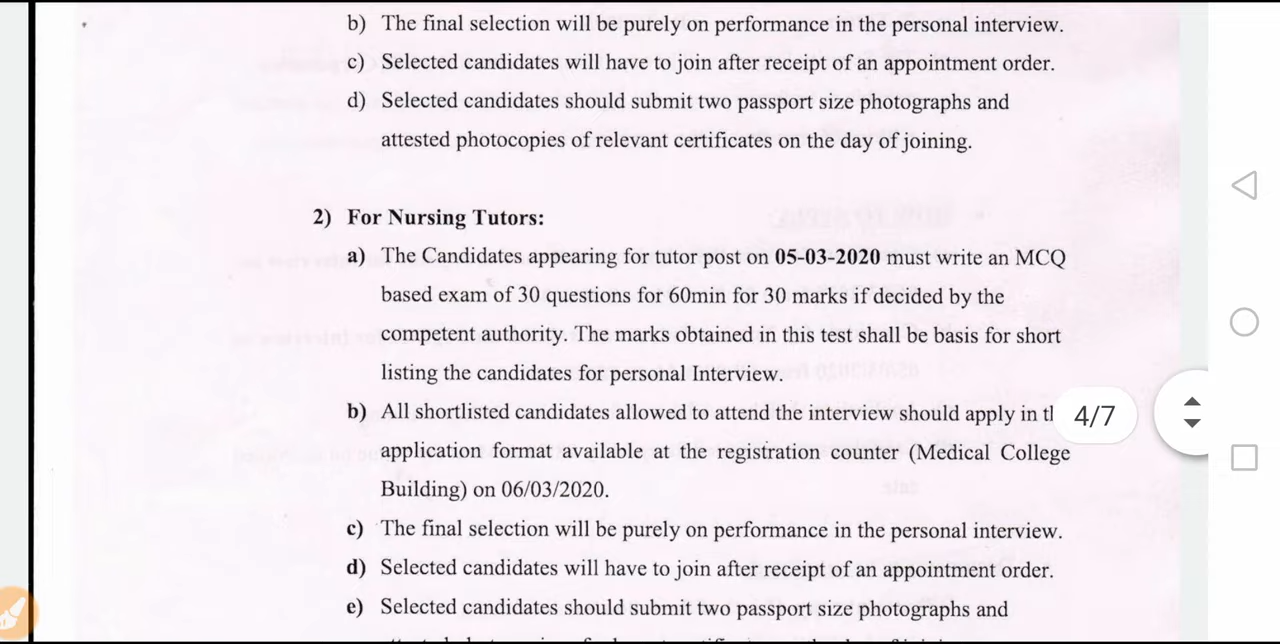 b) The final selection will be purely on performance in the personal interview.
c) Selected candidates will have to join after receipt of an appointment order.
d) Selected candidates should submit two passport size photographs and
attested photocopies of relevant certificates on the day of joining.
2) For Nursing Tutors:
a) The Candidates appearing for tutor post on 05-03-2020 must write an MCQ
based exam of 30 questions for 60min for 30 marks if decided by the
competent authority. The marks obtained in this test shall be basis for short
listing the candidates for personal Interview.
b) All shortlisted candidates allowed to attend the interview should apply in
4/7
application format available at the registration counter (Medical College
Building) on 06/03/2020.
c) The final selection will be purely on performance in the personal interview.
d) Selected candidates will have to join after receipt of an appointment order.
e) Selected candidates should submit two passport size photographs and